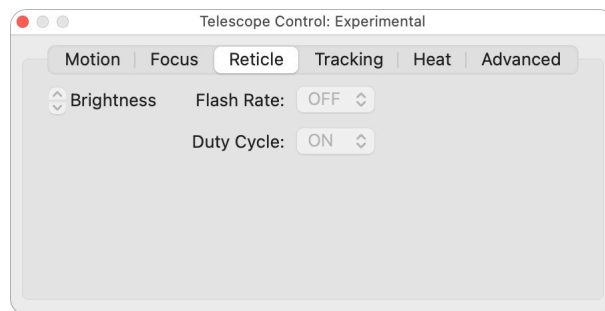 Telescope Control: Experimental
Motion Focus Reticle Tracking Heat Advanced
Brightness Flash Rate: OFF
Duty Cycle: ON